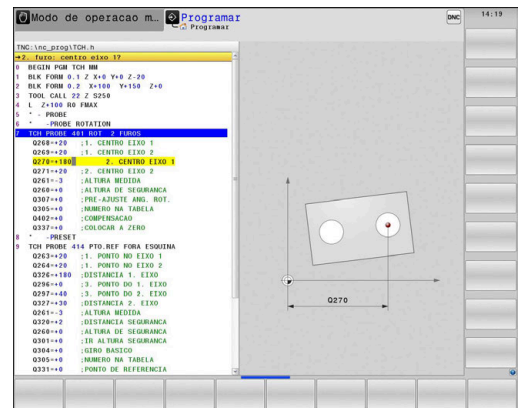 Modo de operacao m…
Programar
Programar
DNC
14:19
TNC:\nc_prog\TCH.h
→2. furo: centro eixo 1?
0 BEGIN PGM TCH MM
1 BLK FORM 0.1 Z X+0 Y+0 Z-20
2 BLK FORM 0.2 X+100 Y+150 Z+0
3 TOOL CALL 22 Z S250
4 L Z+100 R0 FMAX
5 * - PROBE
6 * -PROBE ROTATION
7 TCH PROBE 401 ROT 2 FUROS
Q268=+20 ;1. CENTRO EIXO 1
Q269=+20 ;1. CENTRO EIXO 2
Q270=+180 2. CENTRO EIXO 1
Q271=+20 ;2. CENTRO EIXO 2
Q261=-3 ;ALTURA MEDIDA
Q260=+0 ;ALTURA DE SEGURANCA
Q307=+0 ;PRE-AJUSTE ANG. ROT.
Q305=+0 ;NUMERO NA TABELA
Q402=+0 ;COMPENSACAO
Q337=+0 ;COLOCAR A ZERO
8 * -PRESET
9 TCH PROBE 414 PTO.REF FORA ESQUINA
Q263=+20 ;1. PONTO NO EIXO 1
Q264=+20 ;1. PONTO NO EIXO 2
Q326=+180 ;DISTANCIA 1. EIXO
Q296=+0 ;3. PONTO DO 1. EIXO
Q297=+40 ;3. PONTO DO 2. EIXO
Q327=+30 ;DISTANCIA 2. EIXO
Q261=-3 ;ALTURA MEDIDA
Q320=+2 ;DISTANCIA SEGURANCA
Q260=+0 ;ALTURA DE SEGURANCA
Q301=+0 ;IR ALTURA SEGURANCA
Q304=+0 ;GIRO BASICO
Q305=+0 ;NUMERO NA TABELA
Q331=+0 ;PONTO DE REFERENCIA
Q270